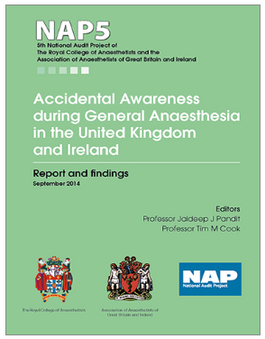 NAP5
5th National Audit Project of
The Royal College of Anaesthetists and the
Association of Anaesthetists of Great Britain and Ireland
Accidental Awareness
during General Anaesthesia
in the United Kingdom
and Ireland
Report and findings
September 2014
Editors
Professor Jaideep J Pandit
Professor Tim M Cook
NAP
National Audit Project
The Royal College of Anaesthetists
Association of Anaesthetists of
Great Britain and Ireland